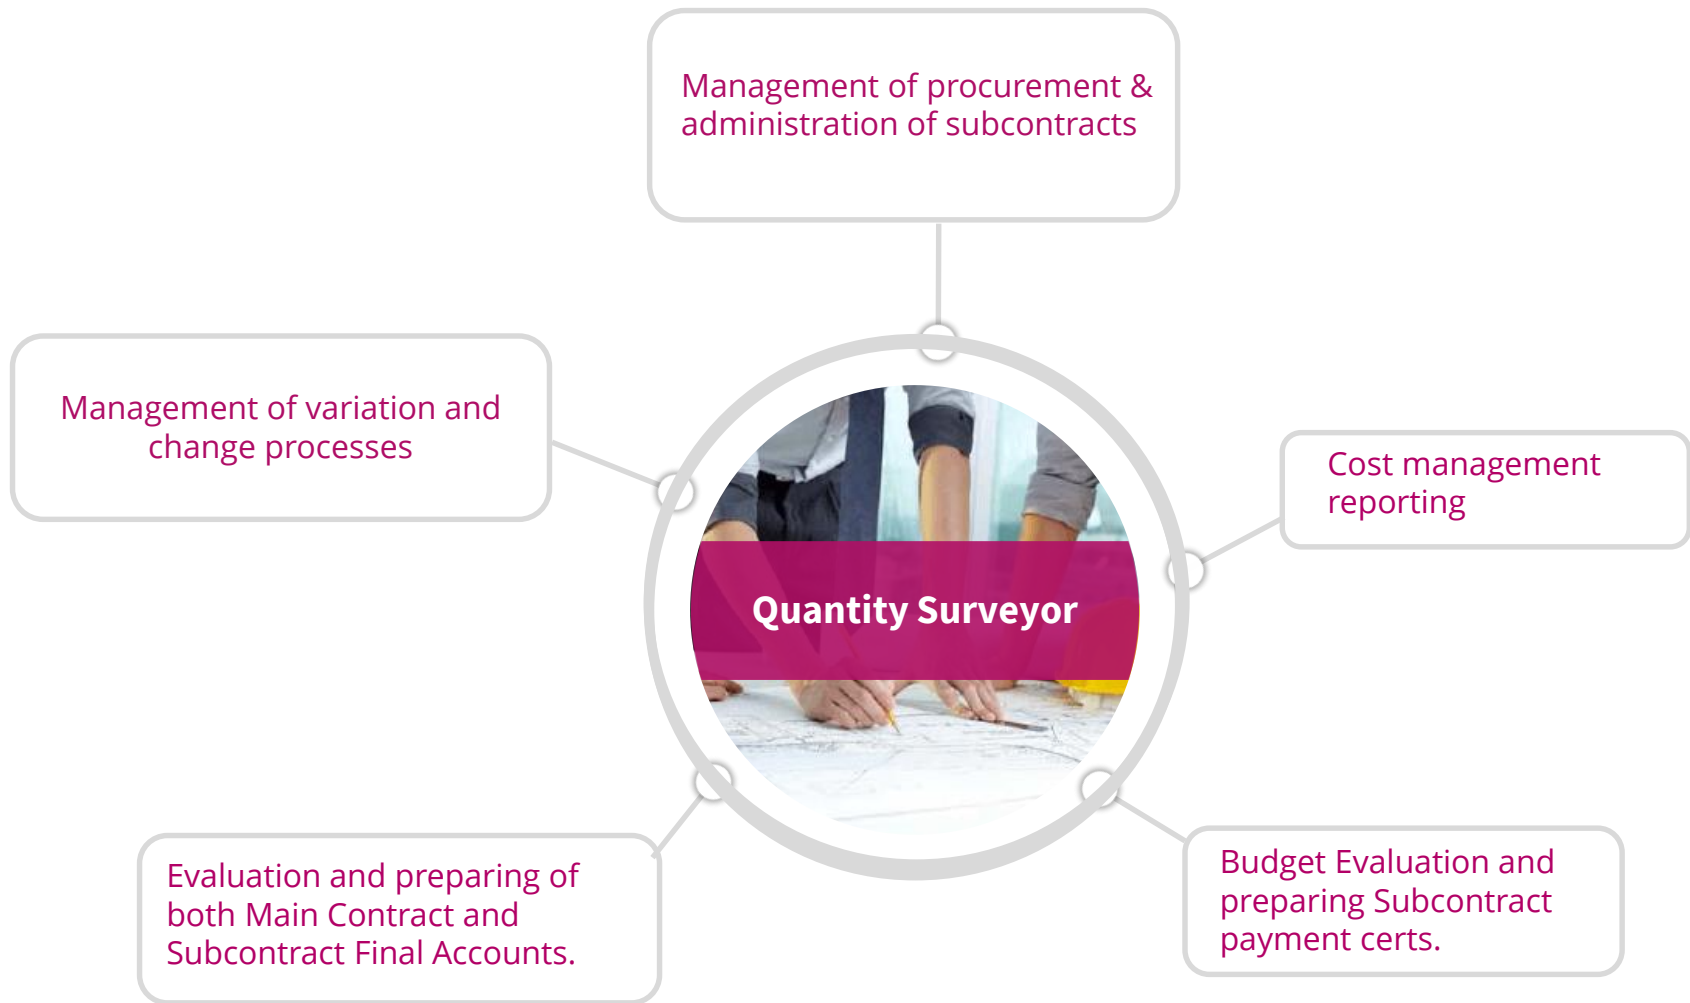 Management of procurement &
administration of subcontracts
Management of variation and
change processes
Cost management
reporting
Quantity Surveyor
Evaluation and preparing of
both Main Contract and
Subcontract Final Accounts.
Budget Evaluation and
preparing Subcontract
payment certs.